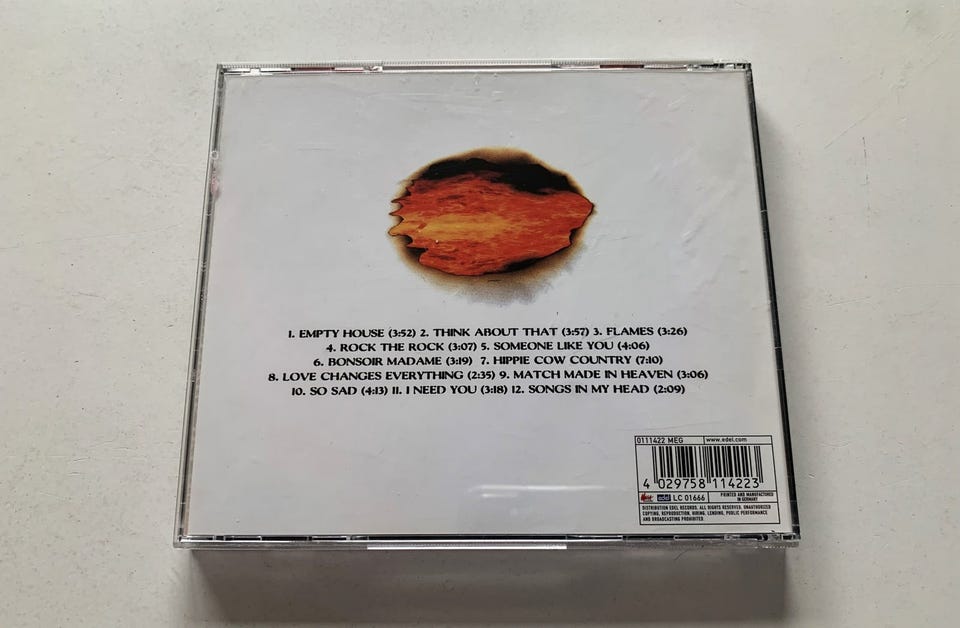 1. EMPTY HOUSE (3:52) 2. THINK ABOUT THAT (3:57) 3. FLAMES (3:26)
4. ROCK THE ROCK (3:07) 5. SOMEONE LIKE YOU (4:06)
6. BONSOIR MADAME (3:19) 7. HIPPIE COW COUNTRY (7:10)
8. LOVE CHANGES EVERYTHING (2:35) 9. MATCH MADE IN HEAVEN (3:06)
10. SO SAD (4:13) 11. I NEED YOU (3:18) 12. SONGS IN MY HEAD (2:09)
0111422 MEG www.edel.com
4 029758 114223
edel LC 01666 PRINTED AND MANUFACTURED IN GERMANY
DISTRIBUTION EDEL RECORDS. ALL RIGHTS RESERVED. UNAUTHORIZED
COPYING, REPRODUCTION, HIRING, LENDING, PUBLIC PERFORMANCE
AND BROADCASTING PROHIBITED